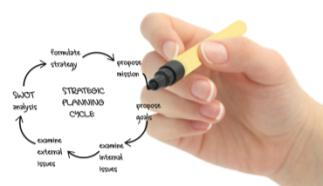 formulate
strategy
propose
mission
STRATEGIC
PLANNING
CYCLE
SWOT
analysis
propose
goals
examine
external
issues
examine
internal
issues